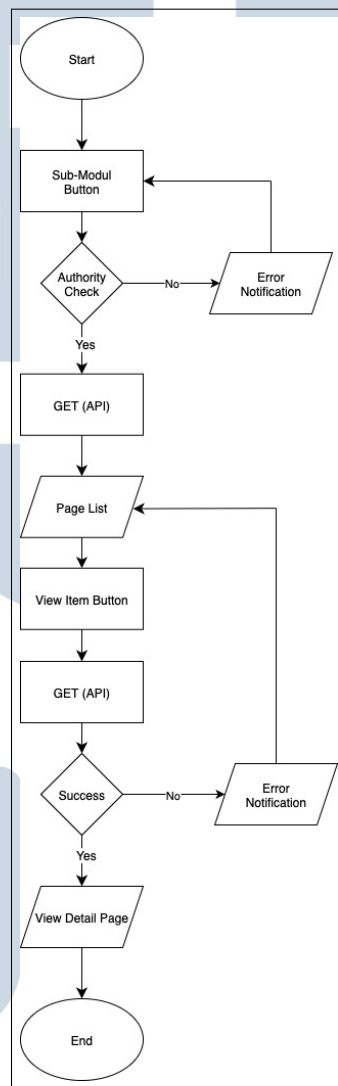 Start
Sub-Modul
Button
Authority
Check
No
Error
Notification
Yes
GET (API)
Page List
View Item Button
GET (API)
Success
No
Error
Notification
Yes
View Detail Page
End